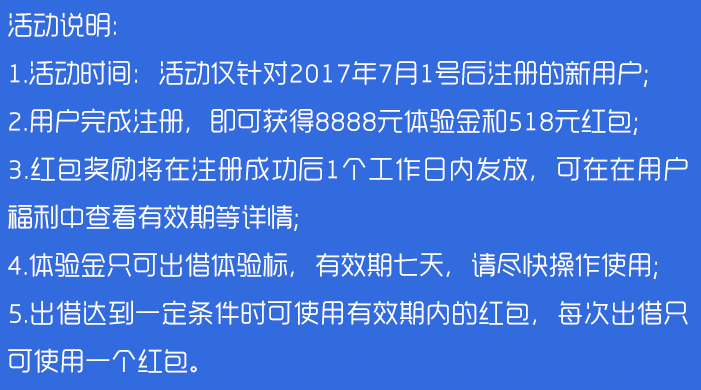 活动说明:
1.活动时间：活动仅针对2017年7月1号后注册的新用户;
2.用户完成注册，即可获得8888元体验金和518元红包;
3.红包奖励将在注册成功后1个工作日内发放，可在在用户
福利中查看有效期等详情;
4.体验金只可出借体验标，有效期七天，请尽快操作使用;
5.出借达到一定条件时可使用有效期内的红包，每次出借只
可使用一个红包。